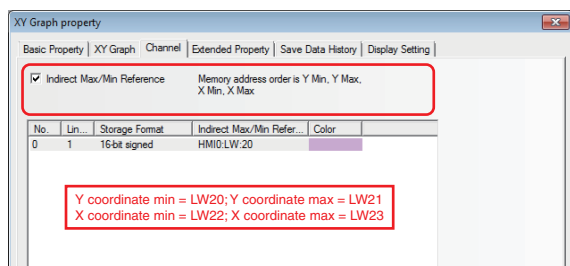 XY Graph property
Basic Property XY Graph Channel Extended Property Save Data History Display Setting
Indirect Max/Min Reference Memory address order is Y Min, Y Max,
X Min, X Max
No. Lin... Storage Format Indirect Max/Min Refer... Color
0 1 16-bit signed HMI0:LW:20
Y coordinate min = LW20; Y coordinate max = LW21
X coordinate min = LW22; X coordinate max = LW23